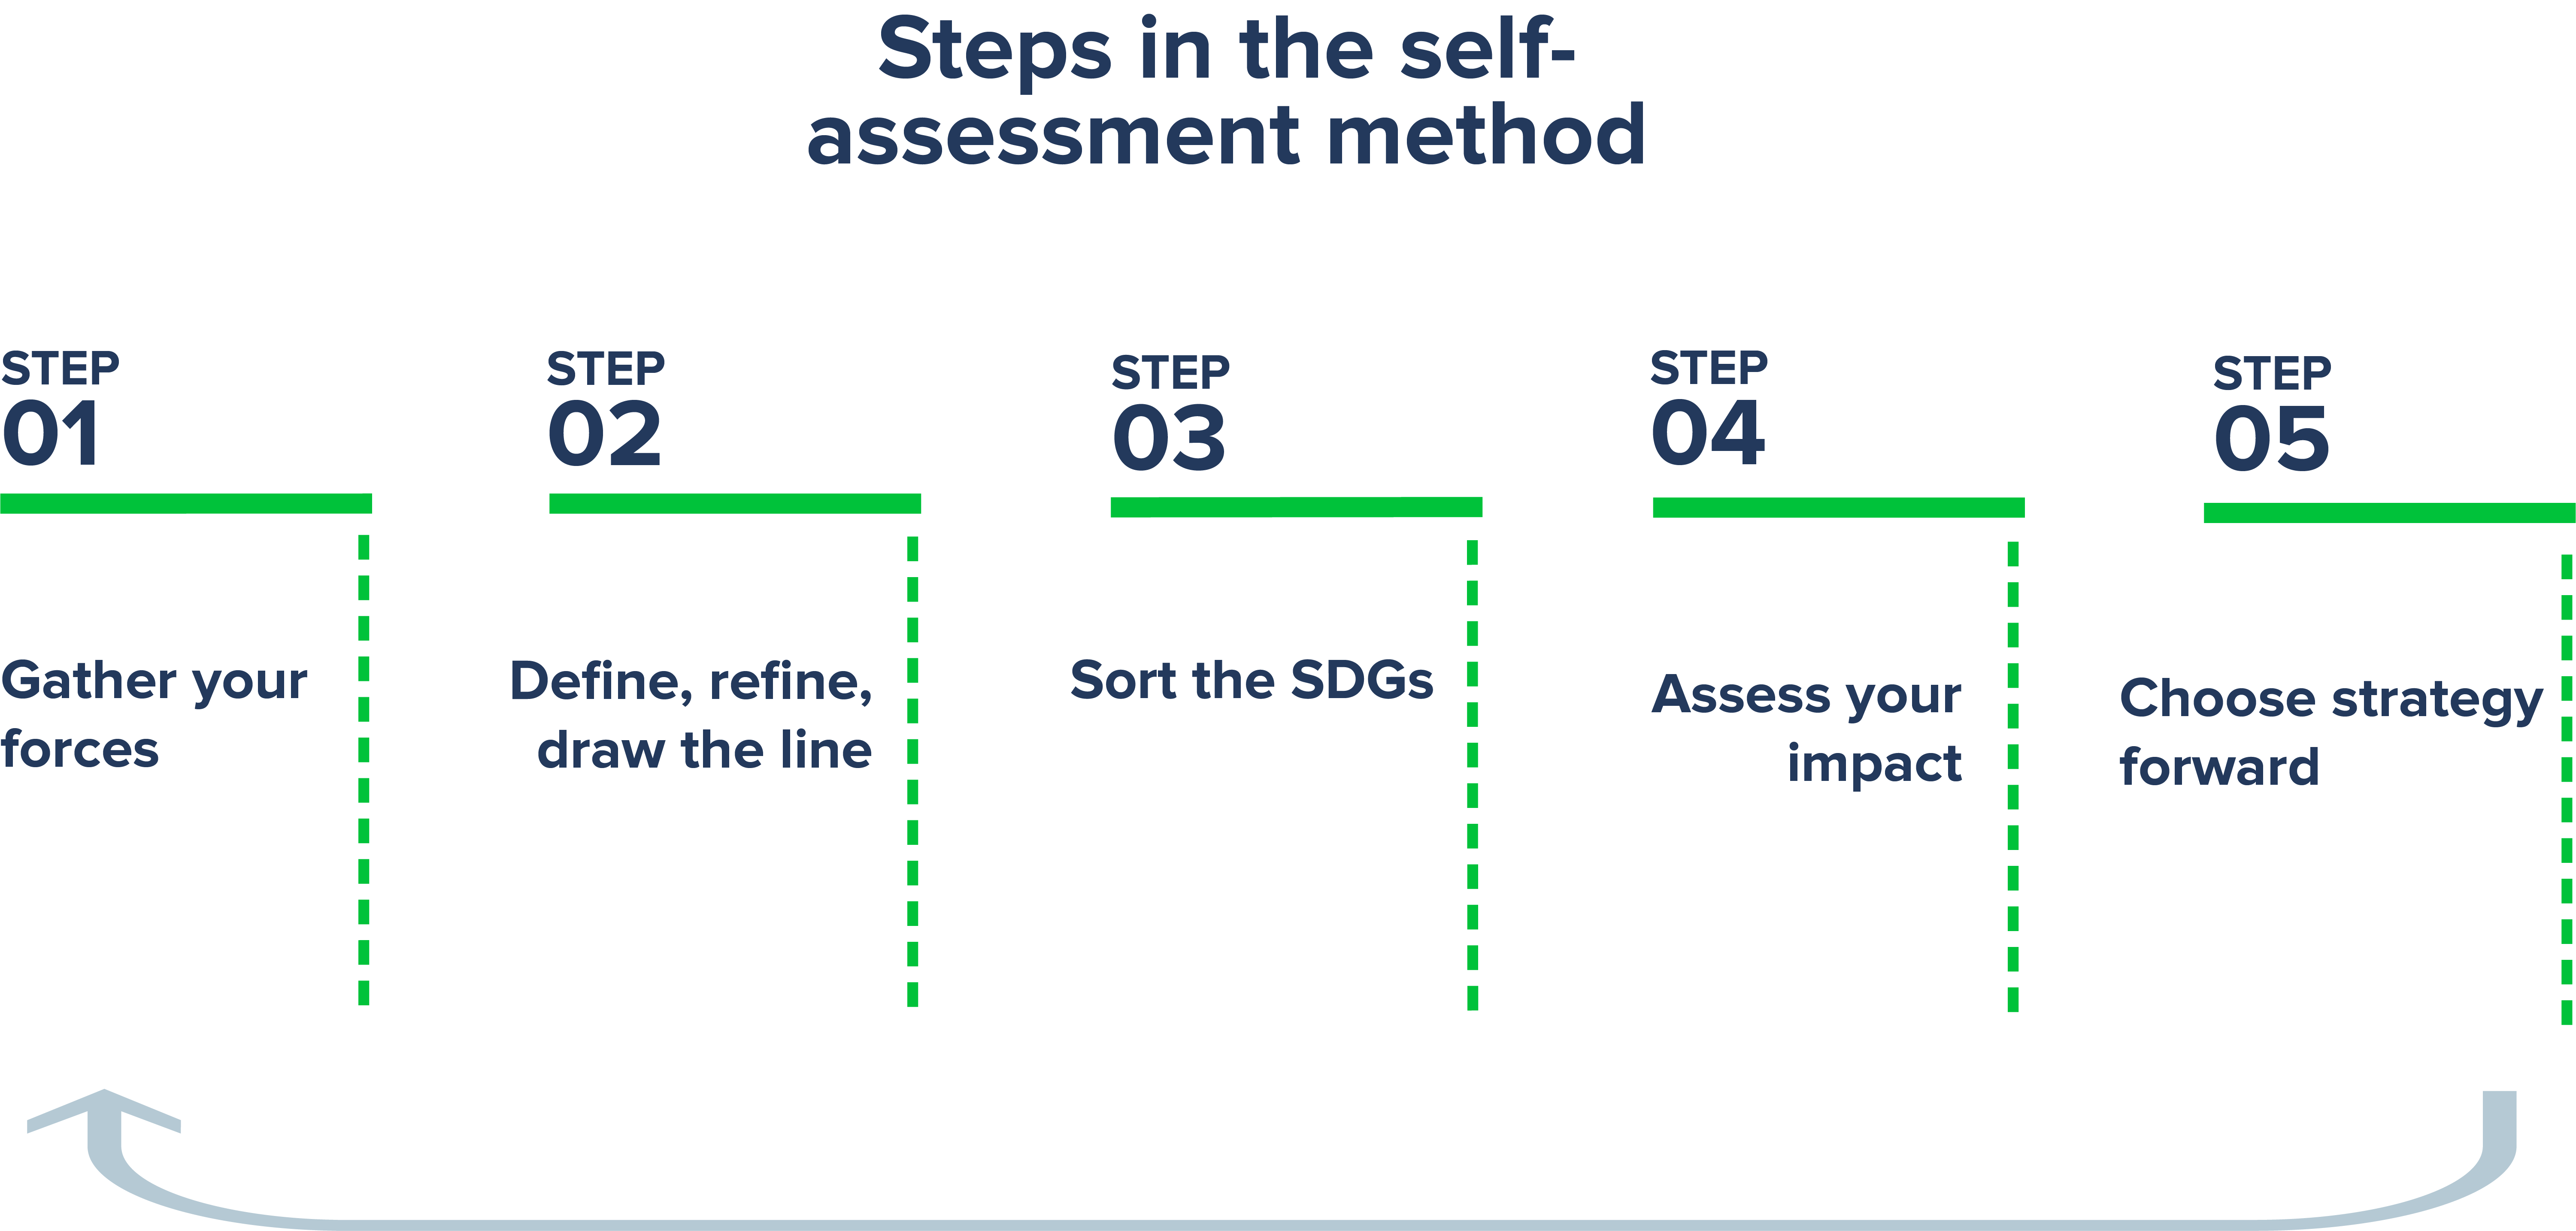 Steps in the self-
assessment method
STEP
01
Gather your
forces
STEP
02
Define, refine,
draw the line
STEP
03
Sort the SDGs
STEP
04
Assess your
impact
STEP
05
Choose strategy
forward